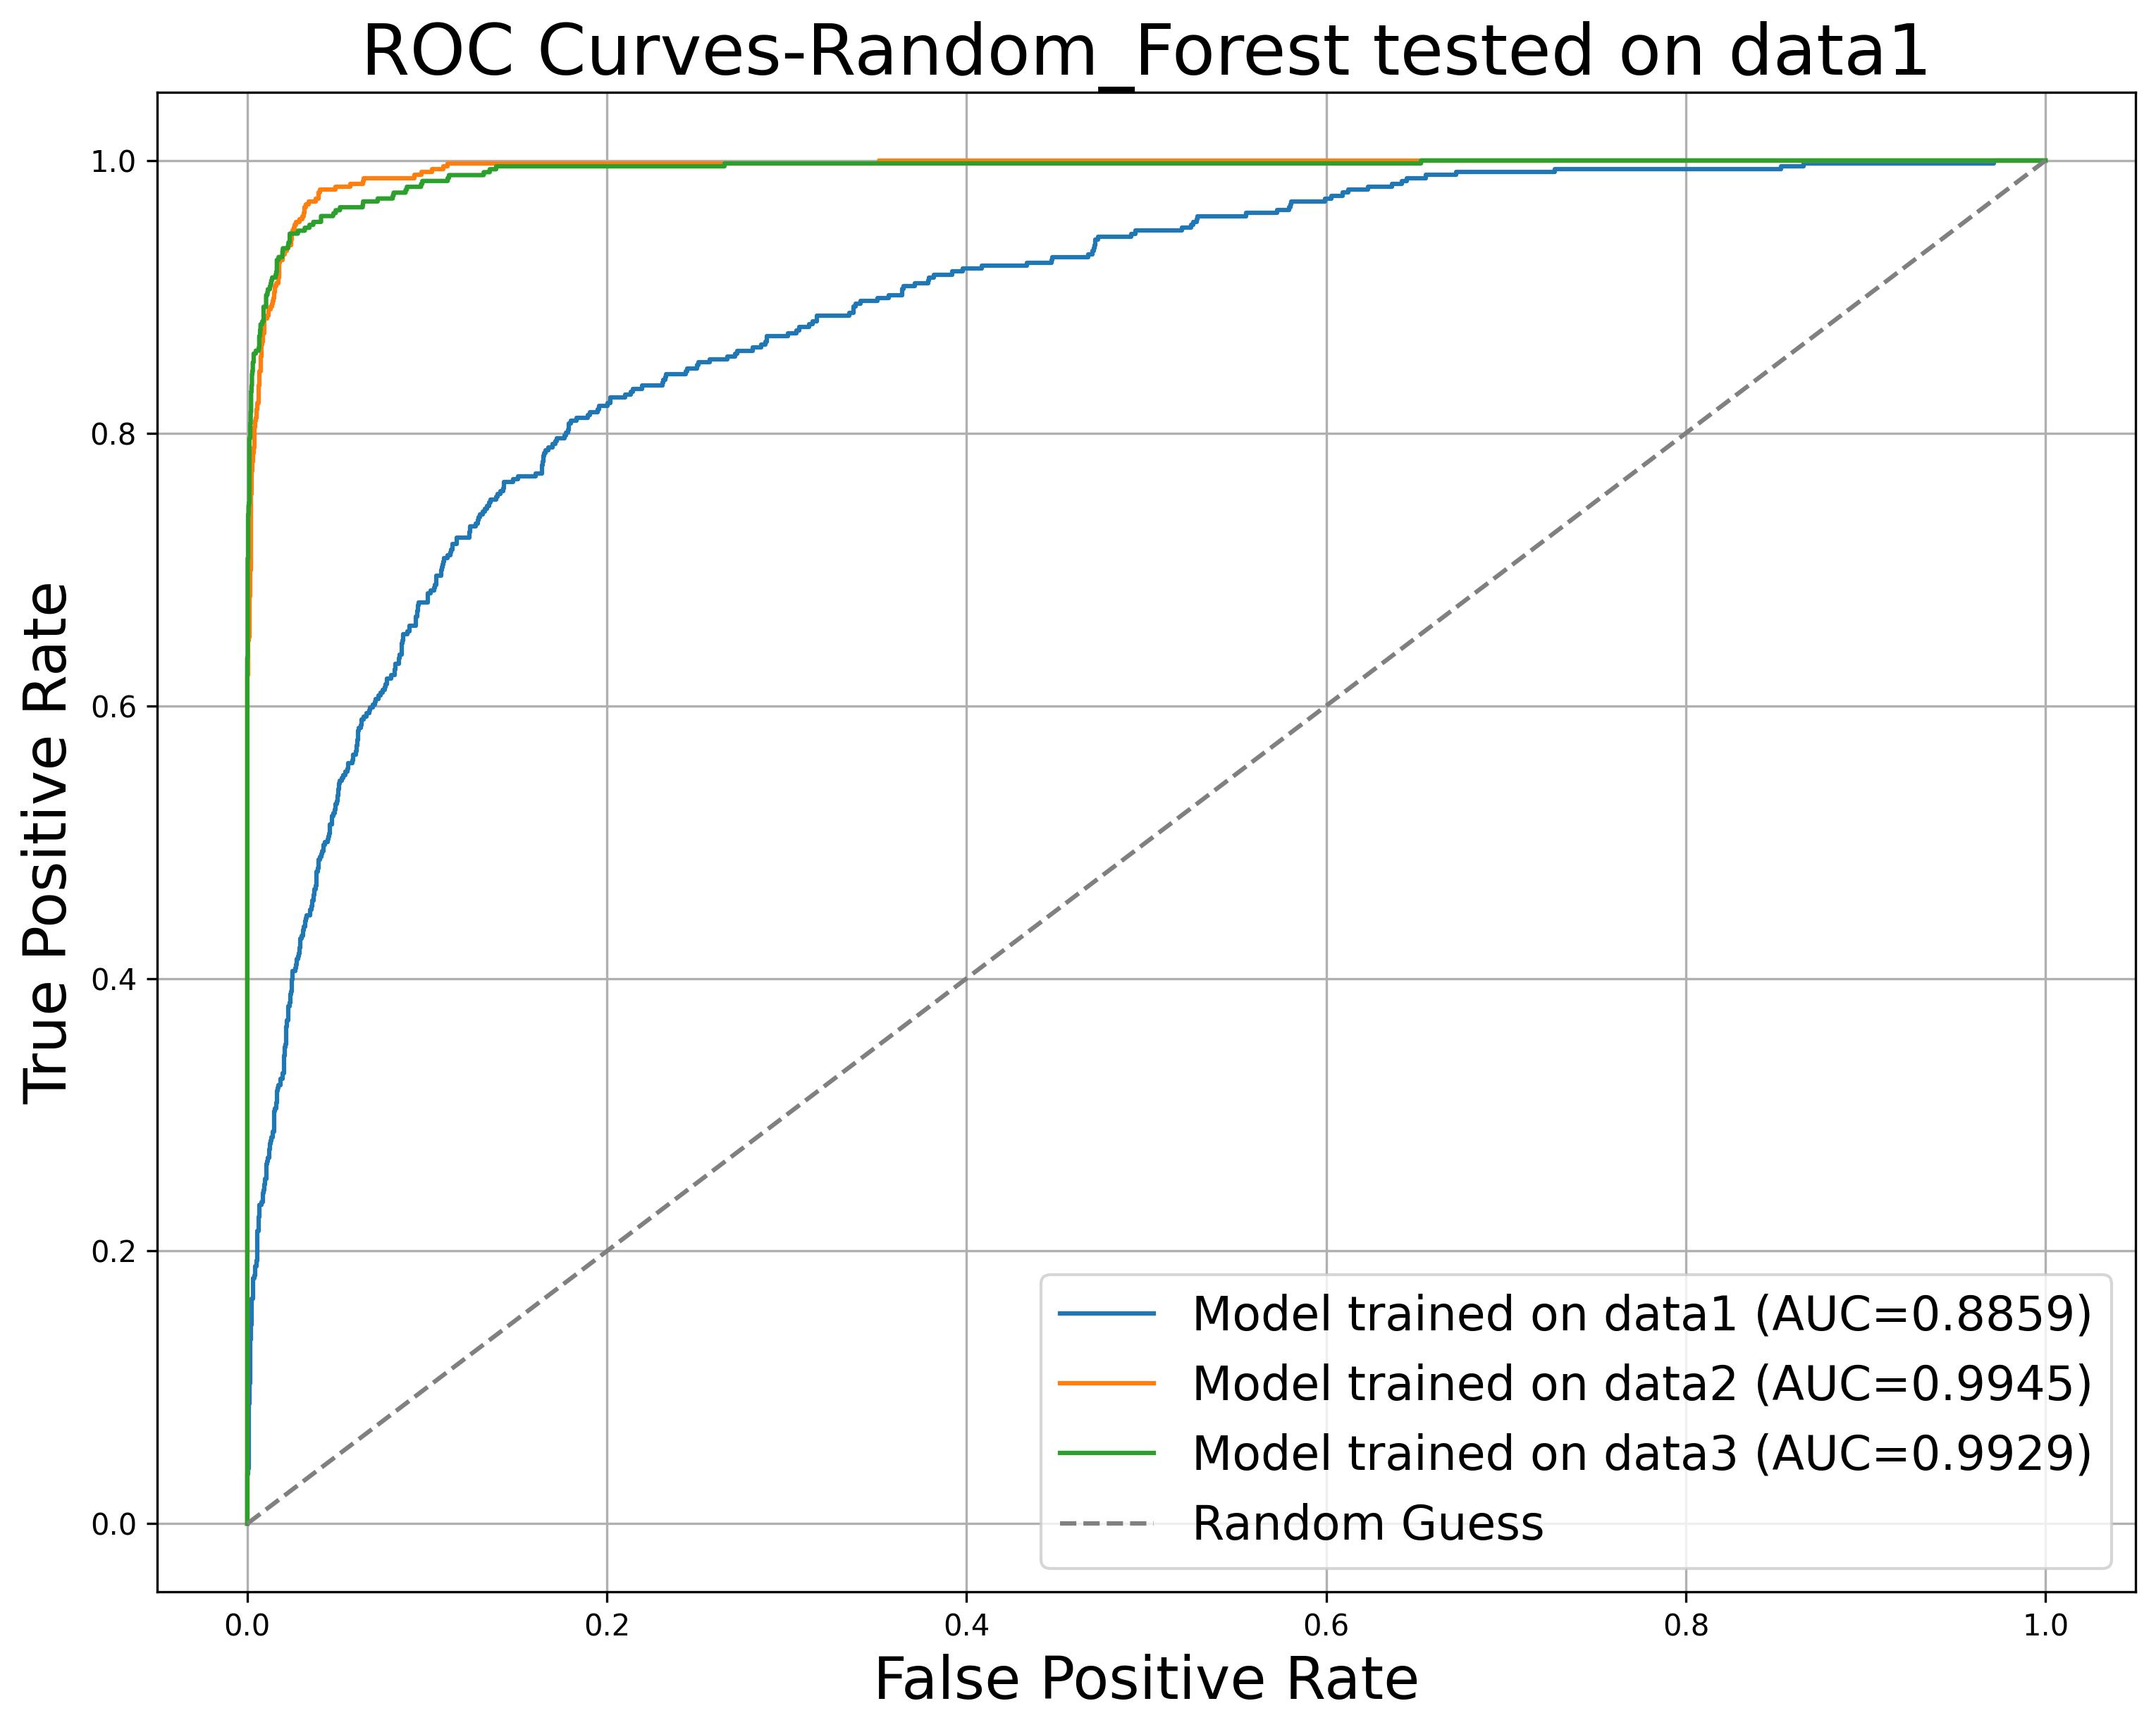 ROC Curves-Random_Forest tested on data1
True Positive Rate
1.0
0.8
0.6
0.4
0.2
0.0
Model trained on data1 (AUC=0.8859)
Model trained on data2 (AUC=0.9945)
Model trained on data3 (AUC=0.9929)
Random Guess
0.0 0.2 0.4 0.6 0.8 1.0
False Positive Rate